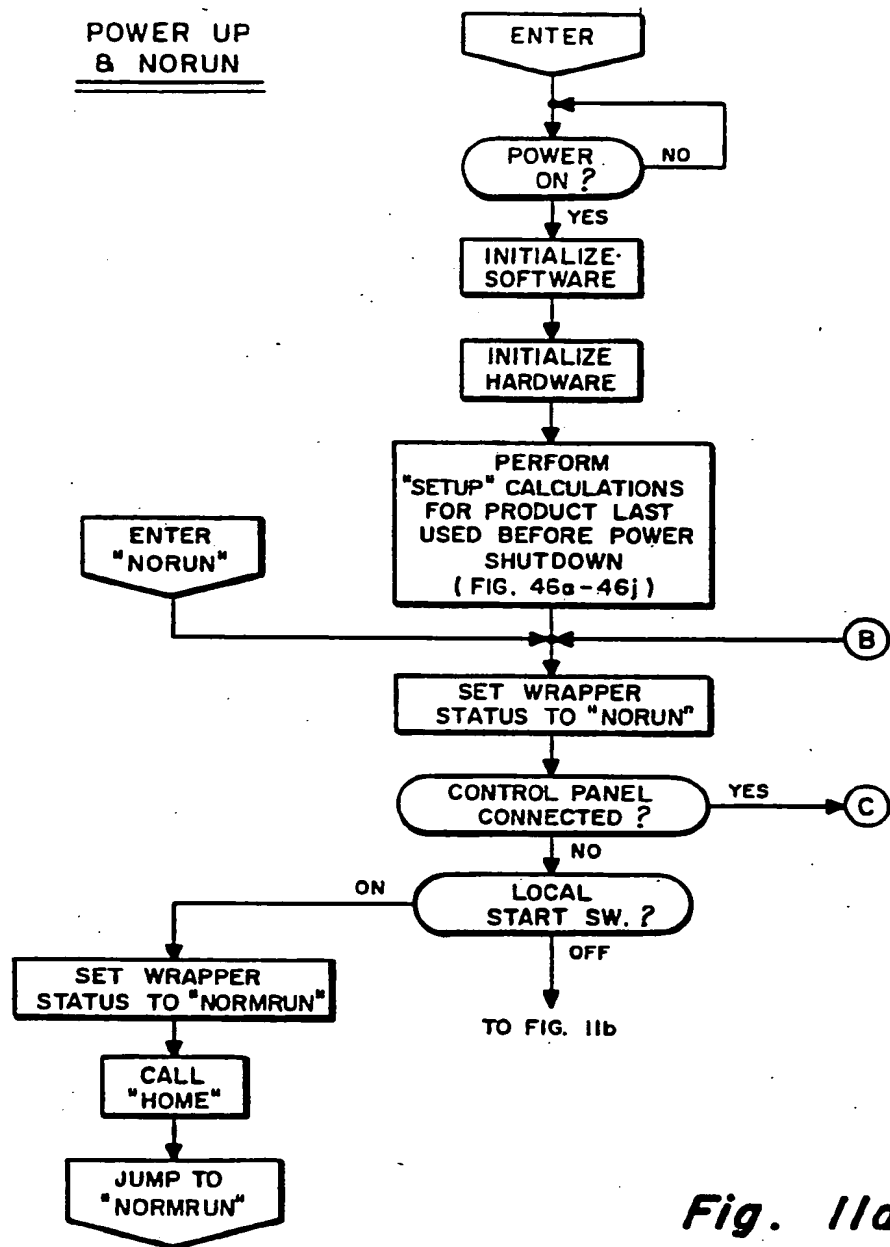 POWER UP
& NORUN
ENTER
POWER
ON ?
NO
YES
INITIALIZE
SOFTWARE
INITIALIZE
HARDWARE
PERFORM
"SETUP" CALCULATIONS
FOR PRODUCT LAST
USED BEFORE POWER
SHUTDOWN
( FIG. 46a-46j )
ENTER
"NORUN"
B
SET WRAPPER
STATUS TO "NORUN"
CONTROL PANEL
CONNECTED ?
YES
C
NO
LOCAL
START SW. ?
ON
OFF
SET WRAPPER
STATUS TO "NORMRUN"
TO FIG. 11b
CALL
"HOME"
JUMP TO
"NORMRUN"
Fig. 11a